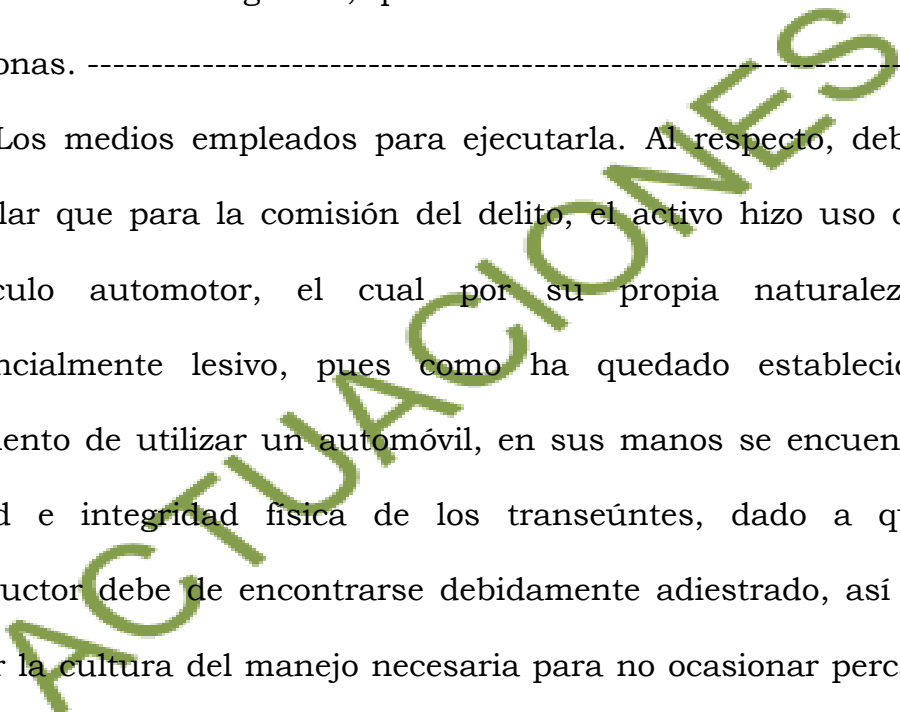 onas. ----------------------------------------------------------------
Los medios empleados para ejecutarla. Al respecto, deb
lar que para la comisión del delito, el activo hizo uso
culo automotor, el cual por su propia naturalez
ncialmente lesivo, pues como ha quedado establecid
ento de utilizar un automóvil, en sus manos se encuen
d e integridad física de los transeúntes, dado a qu
uctor debe de encontrarse debidamente adiestrado, así
r la cultura del manejo necesaria para no ocasionar perca
ACTUACIONES